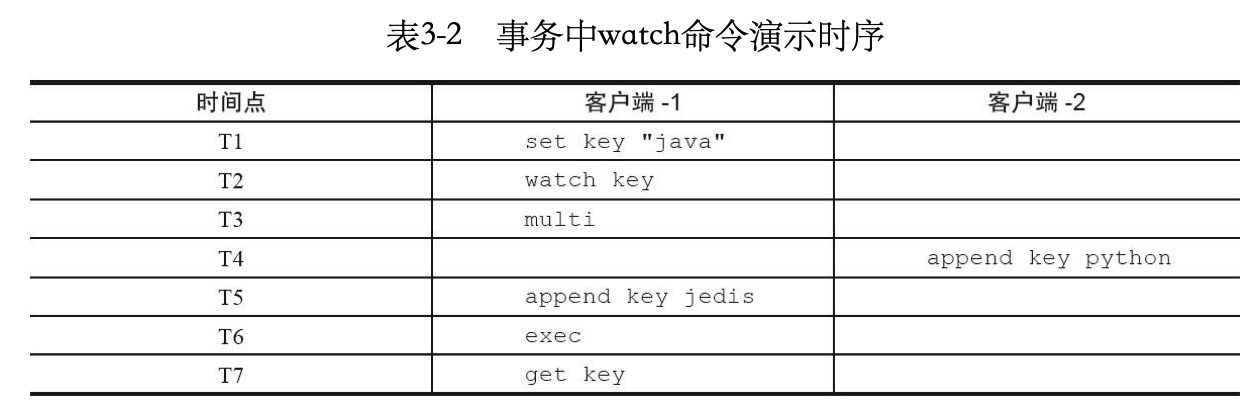 表3-2 事务中watch命令演示时序
时间点 客户端 -1 客户端 -2
T1 set key "java"
T2 watch key
T3 multi
T4 append key python
T5 append key jedis
T6 exec
T7 get key